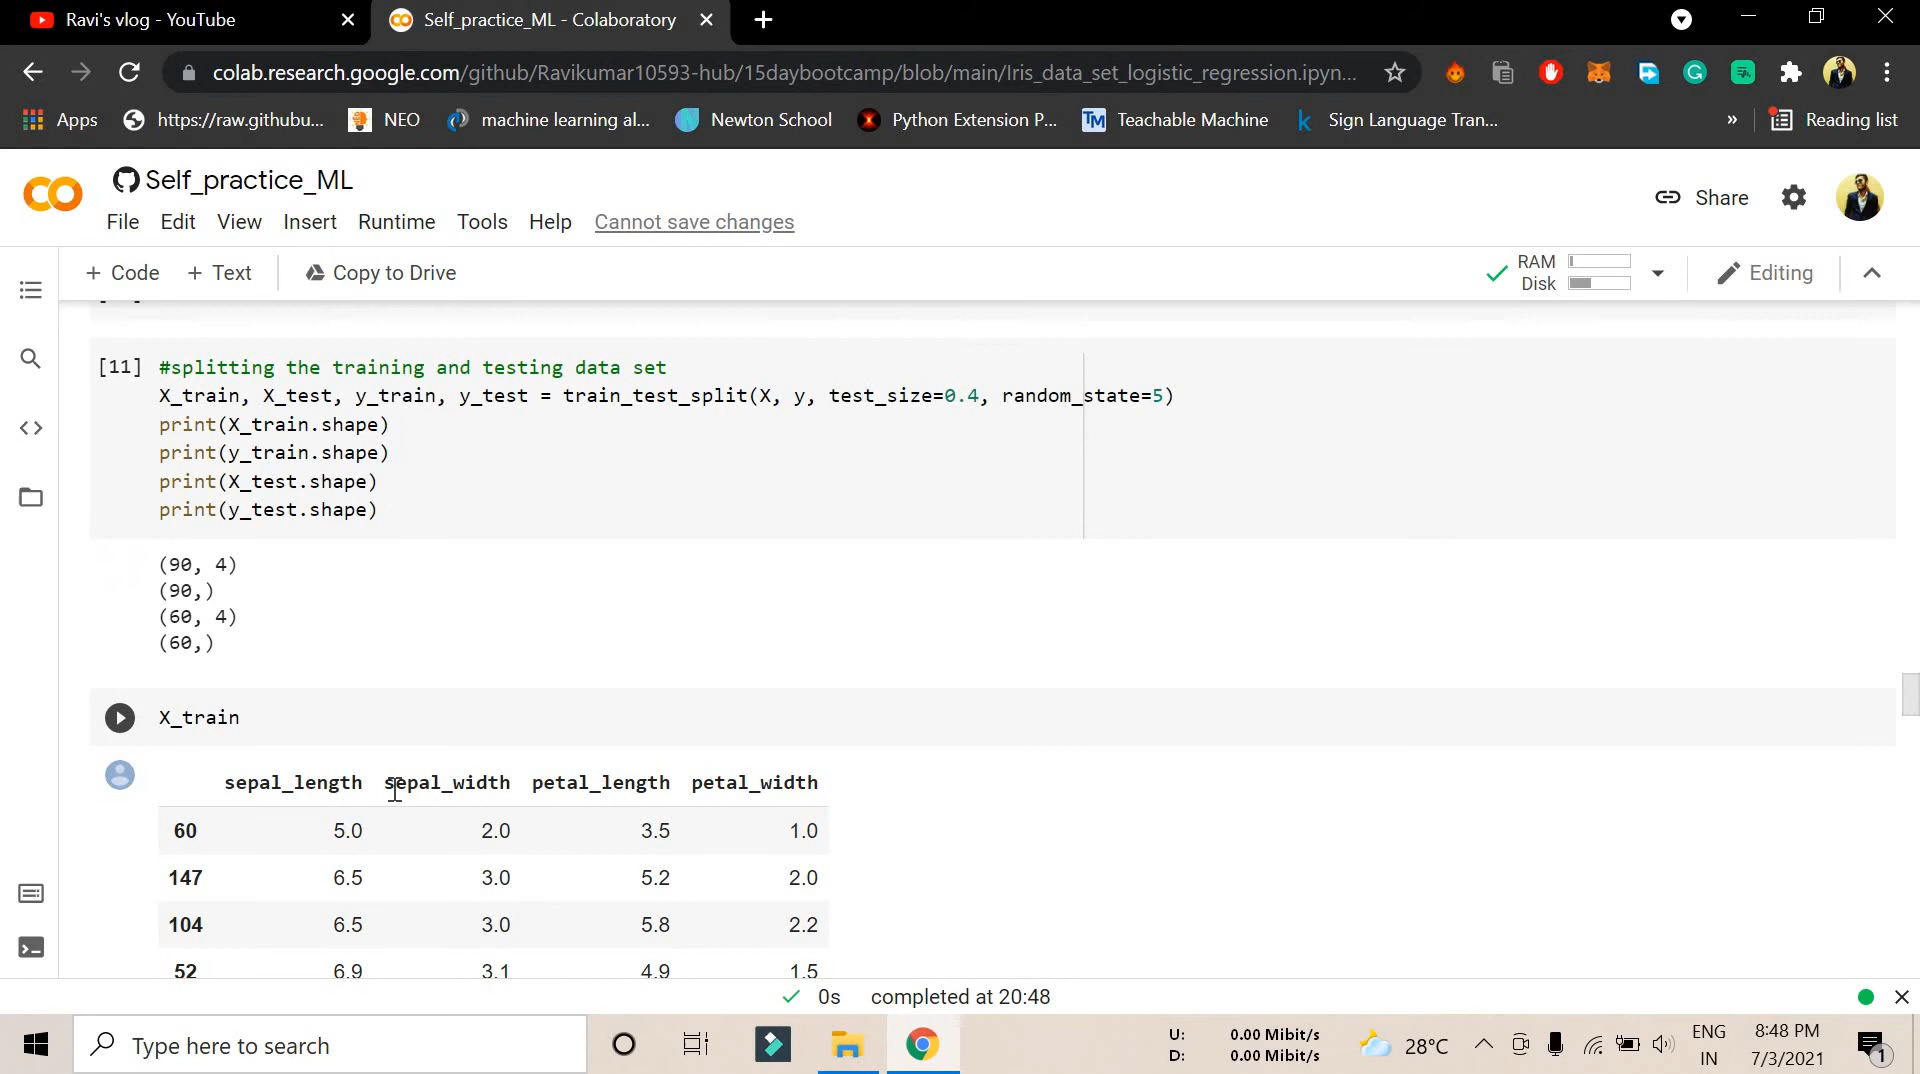 Ravi's vlog - YouTube
Self_practice_ML - Colaboratory
colab.research.google.com/github/Ravikumar10593-hub/15daybootcamp/blob/main/Iris_data_set_logistic_regression.ipyn...
Apps https://raw.githubu... NEO machine learning al... Newton School Python Extension P... TM Teachable Machine k Sign Language Tran... » Reading list
CO Self_practice_ML
Share
File Edit View Insert Runtime Tools Help Cannot save changes
+ Code + Text Copy to Drive
RAM
Disk
Editing
[11] #splitting the training and testing data set
X_train, X_test, y_train, y_test = train_test_split(X, y, test_size=0.4, random_state=5)
print(X_train.shape)
print(y_train.shape)
print(X_test.shape)
print(y_test.shape)
(90, 4)
(90,)
(60, 4)
(60,)
X_train
sepal_length sepal_width petal_length petal_width
60 5.0 2.0 3.5 1.0
147 6.5 3.0 5.2 2.0
104 6.5 3.0 5.8 2.2
52 6.9 3.1 4.9 1.5
0s completed at 20:48
Type here to search
U: 0.00 Mibit/s
D: 0.00 Mibit/s
28°C
ENG
IN
8:48 PM
7/3/2021
1